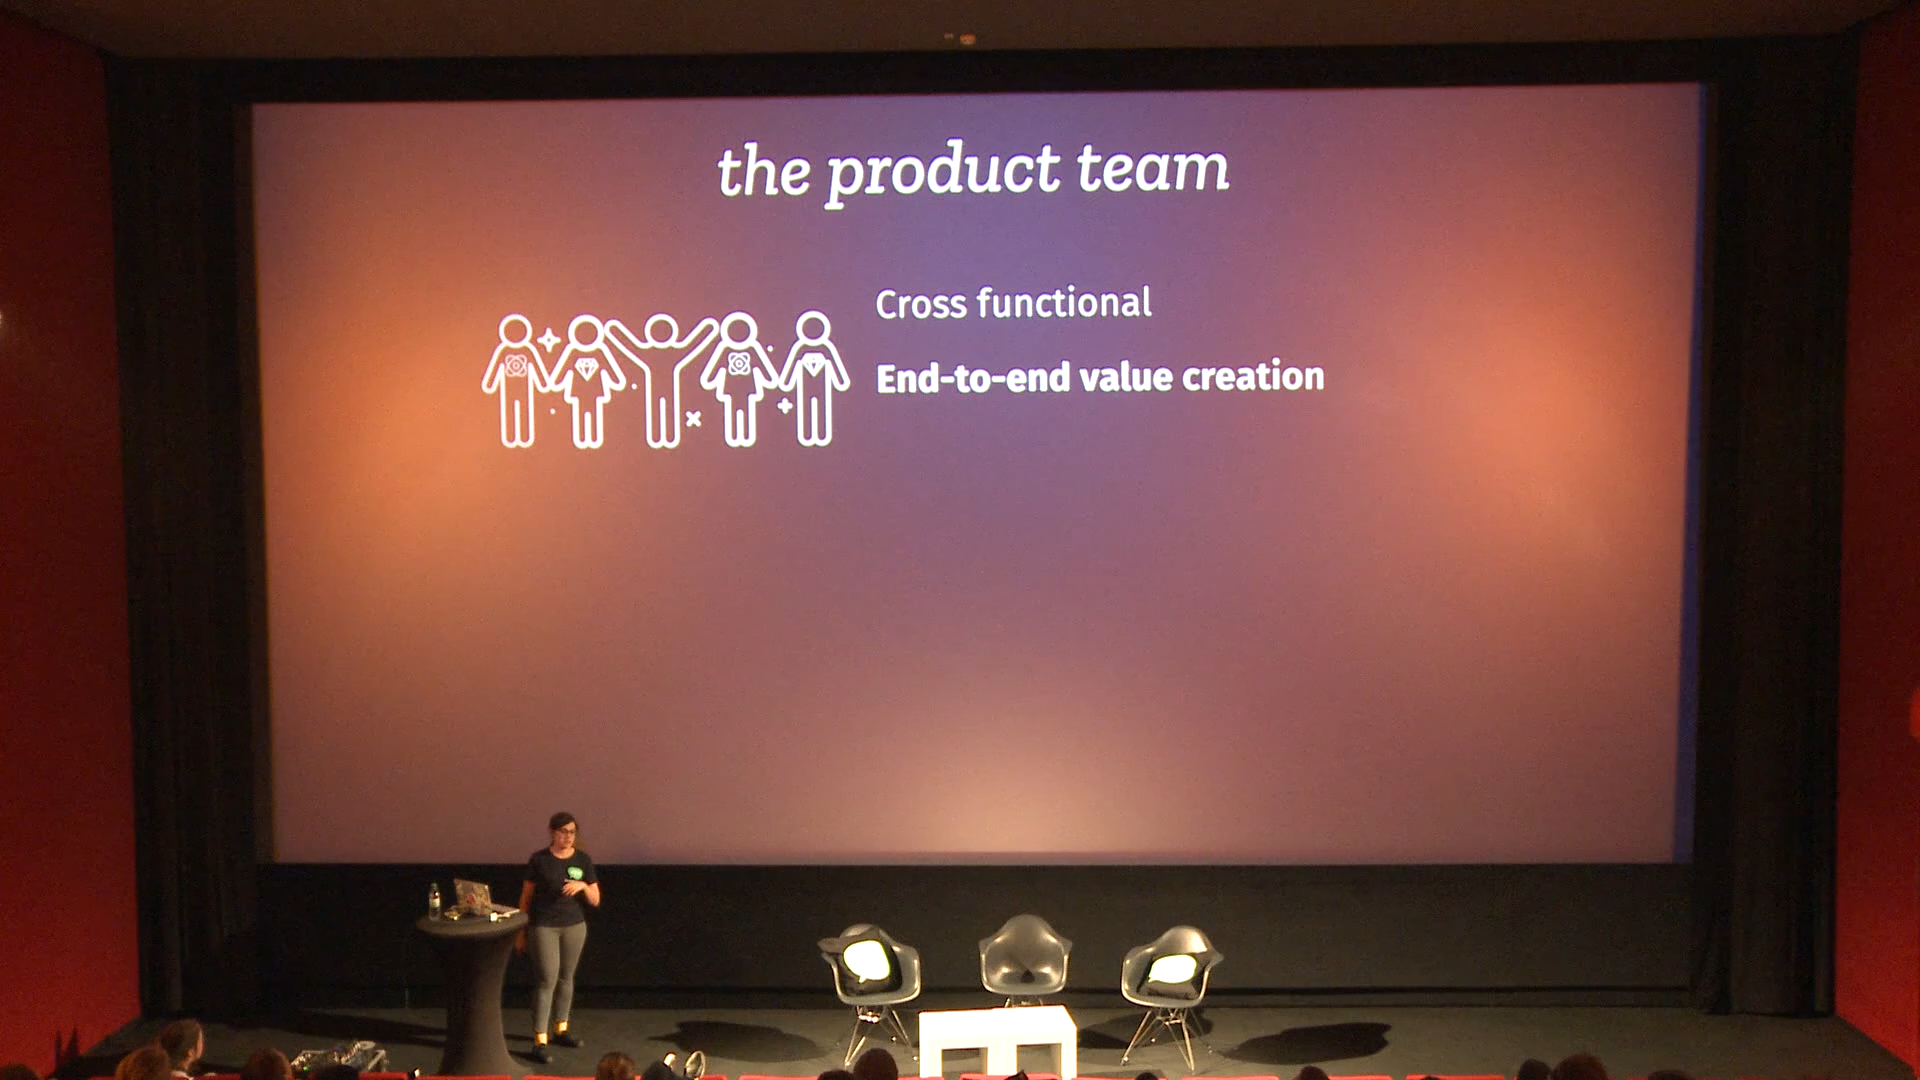 the product team
Cross functional
End-to-end value creation